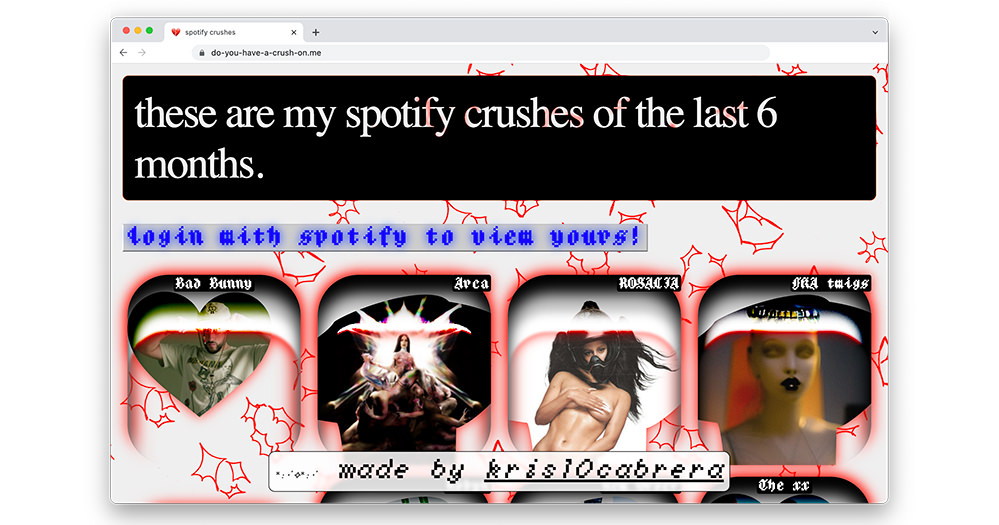 spotify crushes
do-you-have-a-crush-on.me
these are my spotify crushes of the last 6
months.
login with spotify to view yours!
Bad Bunny
Arca
ROSALÍA
FKA twigs
made by kris10cabrera
The xx